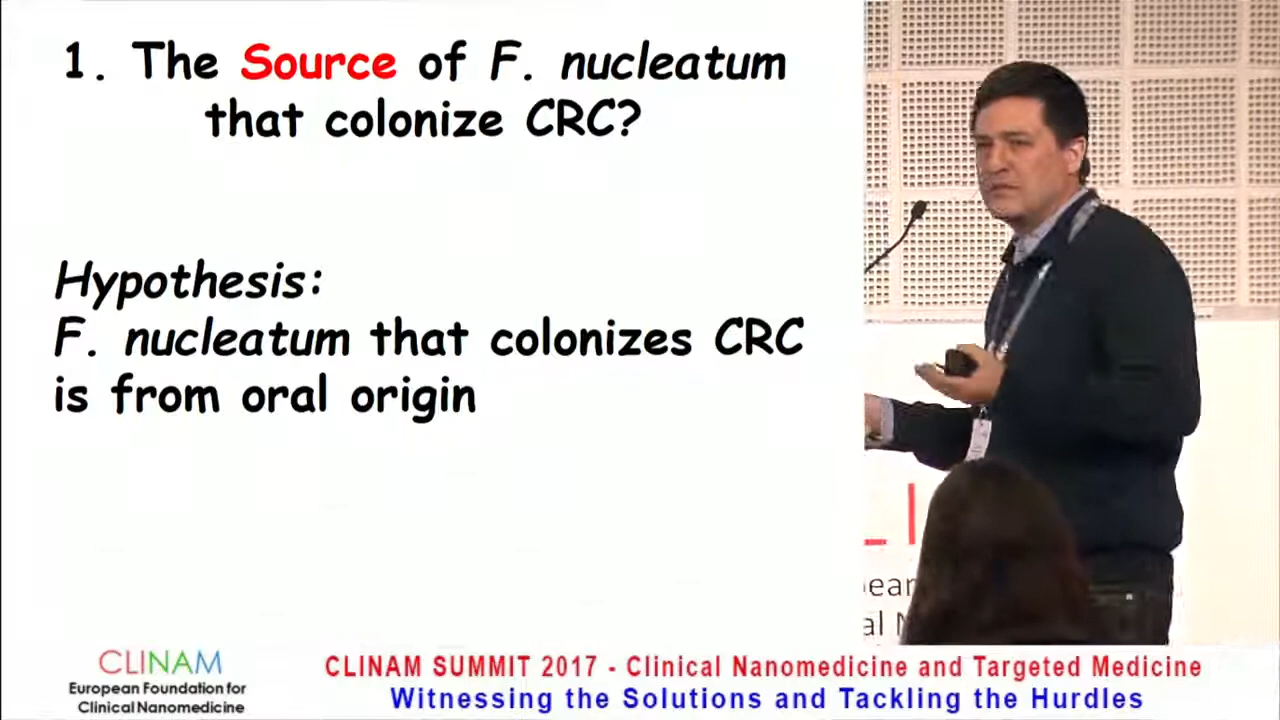 1. The Source of F. nucleatum
that colonize CRC?
Hypothesis:
F. nucleatum that colonizes CRC
is from oral origin
CLINAM
European Foundation for
Clinical Nanomedicine
CLINAM SUMMIT 2017 - Clinical Nanomedicine and Targeted Medicine
Witnessing the Solutions and Tackling the Hurdles